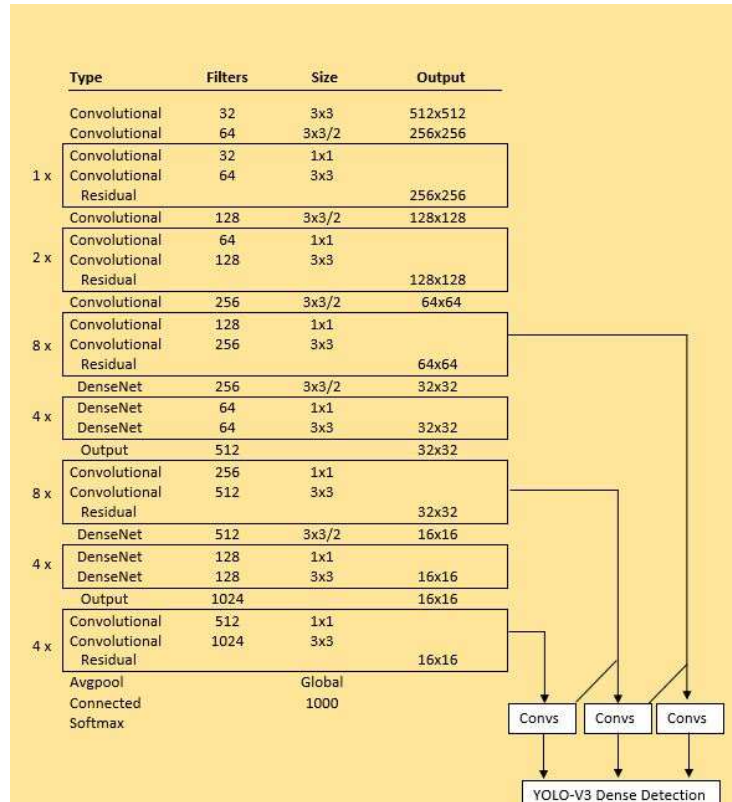 Type Filters Size Output
Convolutional 32 3x3 512x512
Convolutional 64 3x3/2 256x256
Convolutional 32 1x1
1 x Convolutional 64 3x3
Residual 256x256
Convolutional 128 3x3/2 128x128
Convolutional 64 1x1
2 x Convolutional 128 3x3
Residual 128x128
Convolutional 256 3x3/2 64x64
Convolutional 128 1x1
8 x Convolutional 256 3x3
Residual 64x64
DenseNet 256 3x3/2 32x32
4 x DenseNet 64 1x1
DenseNet 64 3x3 32x32
Output 512 32x32
Convolutional 256 1x1
8 x Convolutional 512 3x3
Residual 32x32
DenseNet 512 3x3/2 16x16
4 x DenseNet 128 1x1
DenseNet 128 3x3 16x16
Output 1024 16x16
Convolutional 512 1x1
4 x Convolutional 1024 3x3
Residual 16x16
Avgpool Global
Connected 1000
Softmax
Convs Convs Convs
YOLO-V3 Dense Detection